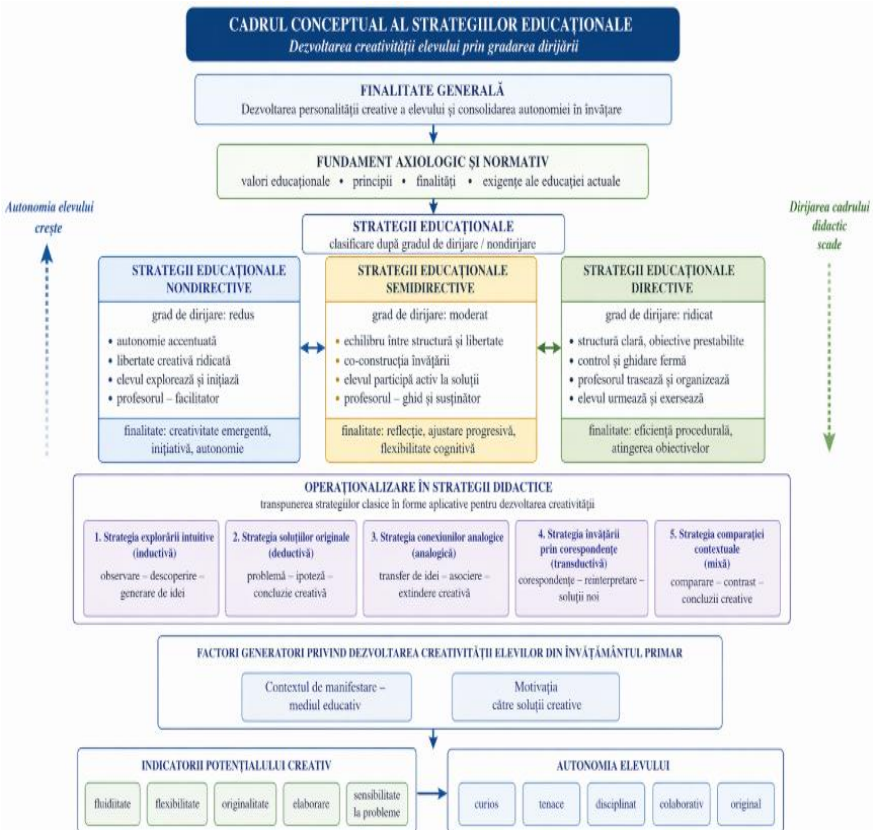 CADRUL CONCEPTUAL AL STRATEGIILOR EDUCAȚIONALE
Dezvoltarea creativității elevului prin gradarea dirijării
FINALITATE GENERALĂ
Dezvoltarea personalității creative a elevului și consolidarea autonomiei în învățare
FUNDAMENT AXIOLOGIC ȘI NORMATIV
valori educaționale • principii • finalități • exigențe ale educației actuale
Autonomia elevului
crește
Dirijarea cadrului
didactic
scade
STRATEGII EDUCAȚIONALE
clasificare după gradul de dirijare / nondirijare
STRATEGII EDUCAȚIONALE
NONDIRECTIVE
grad de dirijare: redus
• autonomie accentuată
• libertate creativă ridicată
• elevul explorează și inițiază
• profesorul – facilitator
finalitate: creativitate emergentă,
inițiativă, autonomie
STRATEGII EDUCAȚIONALE
SEMIDIRECTIVE
grad de dirijare: moderat
• echilibru între structură și libertate
• co-construcția învățării
• elevul participă activ la soluții
• profesorul – ghid și susținător
finalitate: reflecție, ajustare progresivă,
flexibilitate cognitivă
STRATEGII EDUCAȚIONALE
DIRECTIVE
grad de dirijare: ridicat
• structură clară, obiective prestabilite
• control și ghidare fermă
• profesorul trasează și organizează
• elevul urmează și exersează
finalitate: eficiență procedurală,
atingerea obiectivelor
OPERAȚIONALIZARE ÎN STRATEGII DIDACTICE
transpunerea strategiilor clasice în forme aplicative pentru dezvoltarea creativității
1. Strategia explorării intuitive
(inductivă)
observare – descoperire –
generare de idei
2. Strategia soluțiilor originale
(deductivă)
problemă – ipoteză –
concluzie creativă
3. Strategia conexiunilor analogice
(analogică)
transfer de idei – asociere –
extindere creativă
4. Strategia învățării
prin corespondențe
(transductivă)
corespondențe – reinterpretare –
soluții noi
5. Strategia comparației
contextuale
(mixă)
comparare – contrast –
concluzii creative
FACTORI GENERATORI PRIVIND DEZVOLTAREA CREATIVITĂȚII ELEVILOR DIN ÎNVĂȚĂMÂNTUL PRIMAR
Contextul de manifestare –
mediul educativ
Motivația
către soluții creative
INDICATORII POTENȚIALULUI CREATIV
fluiditate
flexibilitate
originalitate
elaborare
sensibilitate
la probleme
AUTONOMIA ELEVULUI
curios
tenace
disciplinat
colaborativ
original